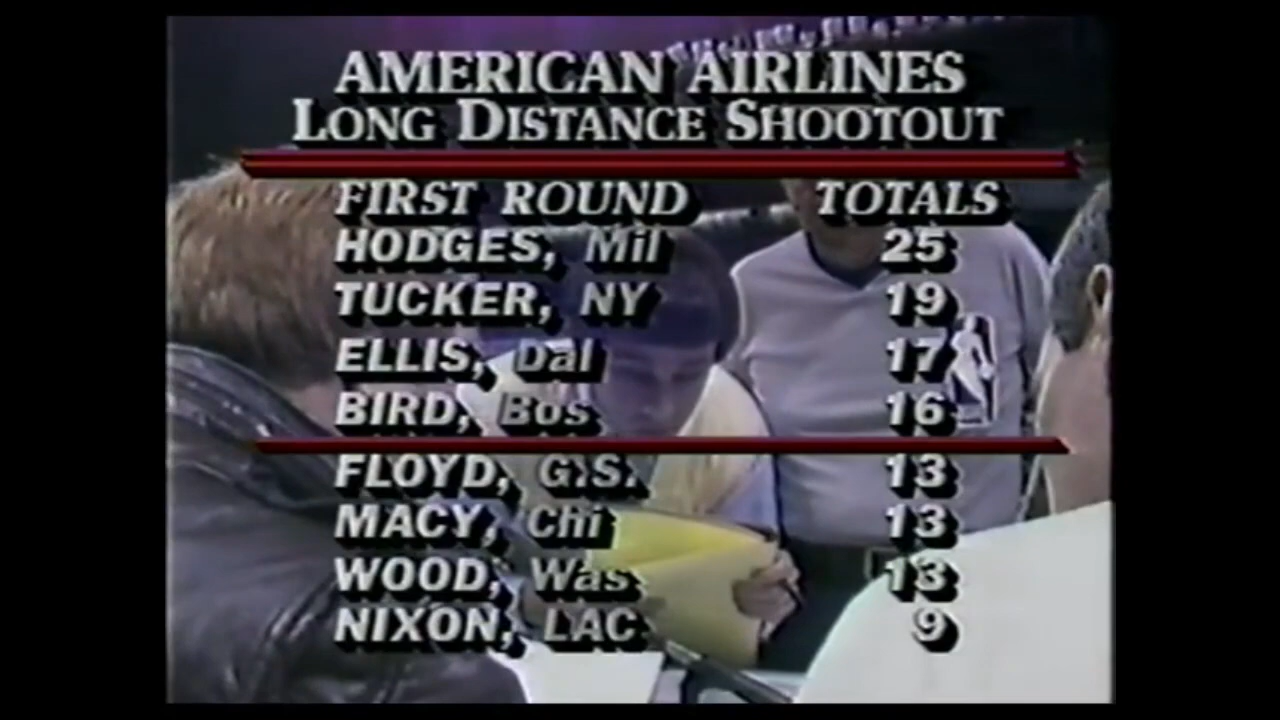 AMERICAN AIRLINES
LONG DISTANCE SHOOTOUT
FIRST ROUND TOTALS
HODGES, Mil 25
TUCKER, NY 19
ELLIS, Dal 17
BIRD, Bos 16
FLOYD, G.S. 13
MACY, Chi 13
WOOD, Was 13
NIXON, LAC 9